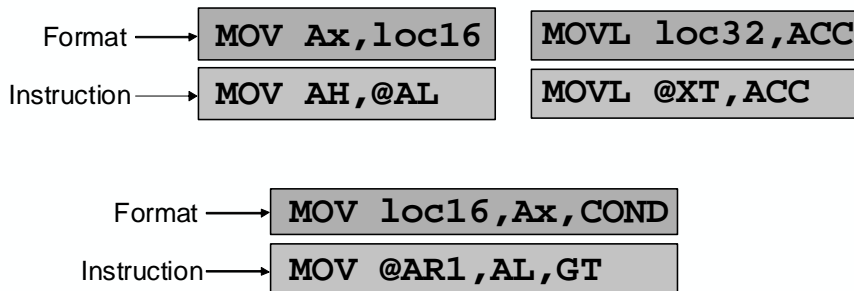 Format MOV Ax,loc16 MOVL loc32,ACC
Instruction MOV AH,@AL MOVL @XT,ACC
Format MOV loc16,Ax,COND
Instruction MOV @AR1,AL,GT